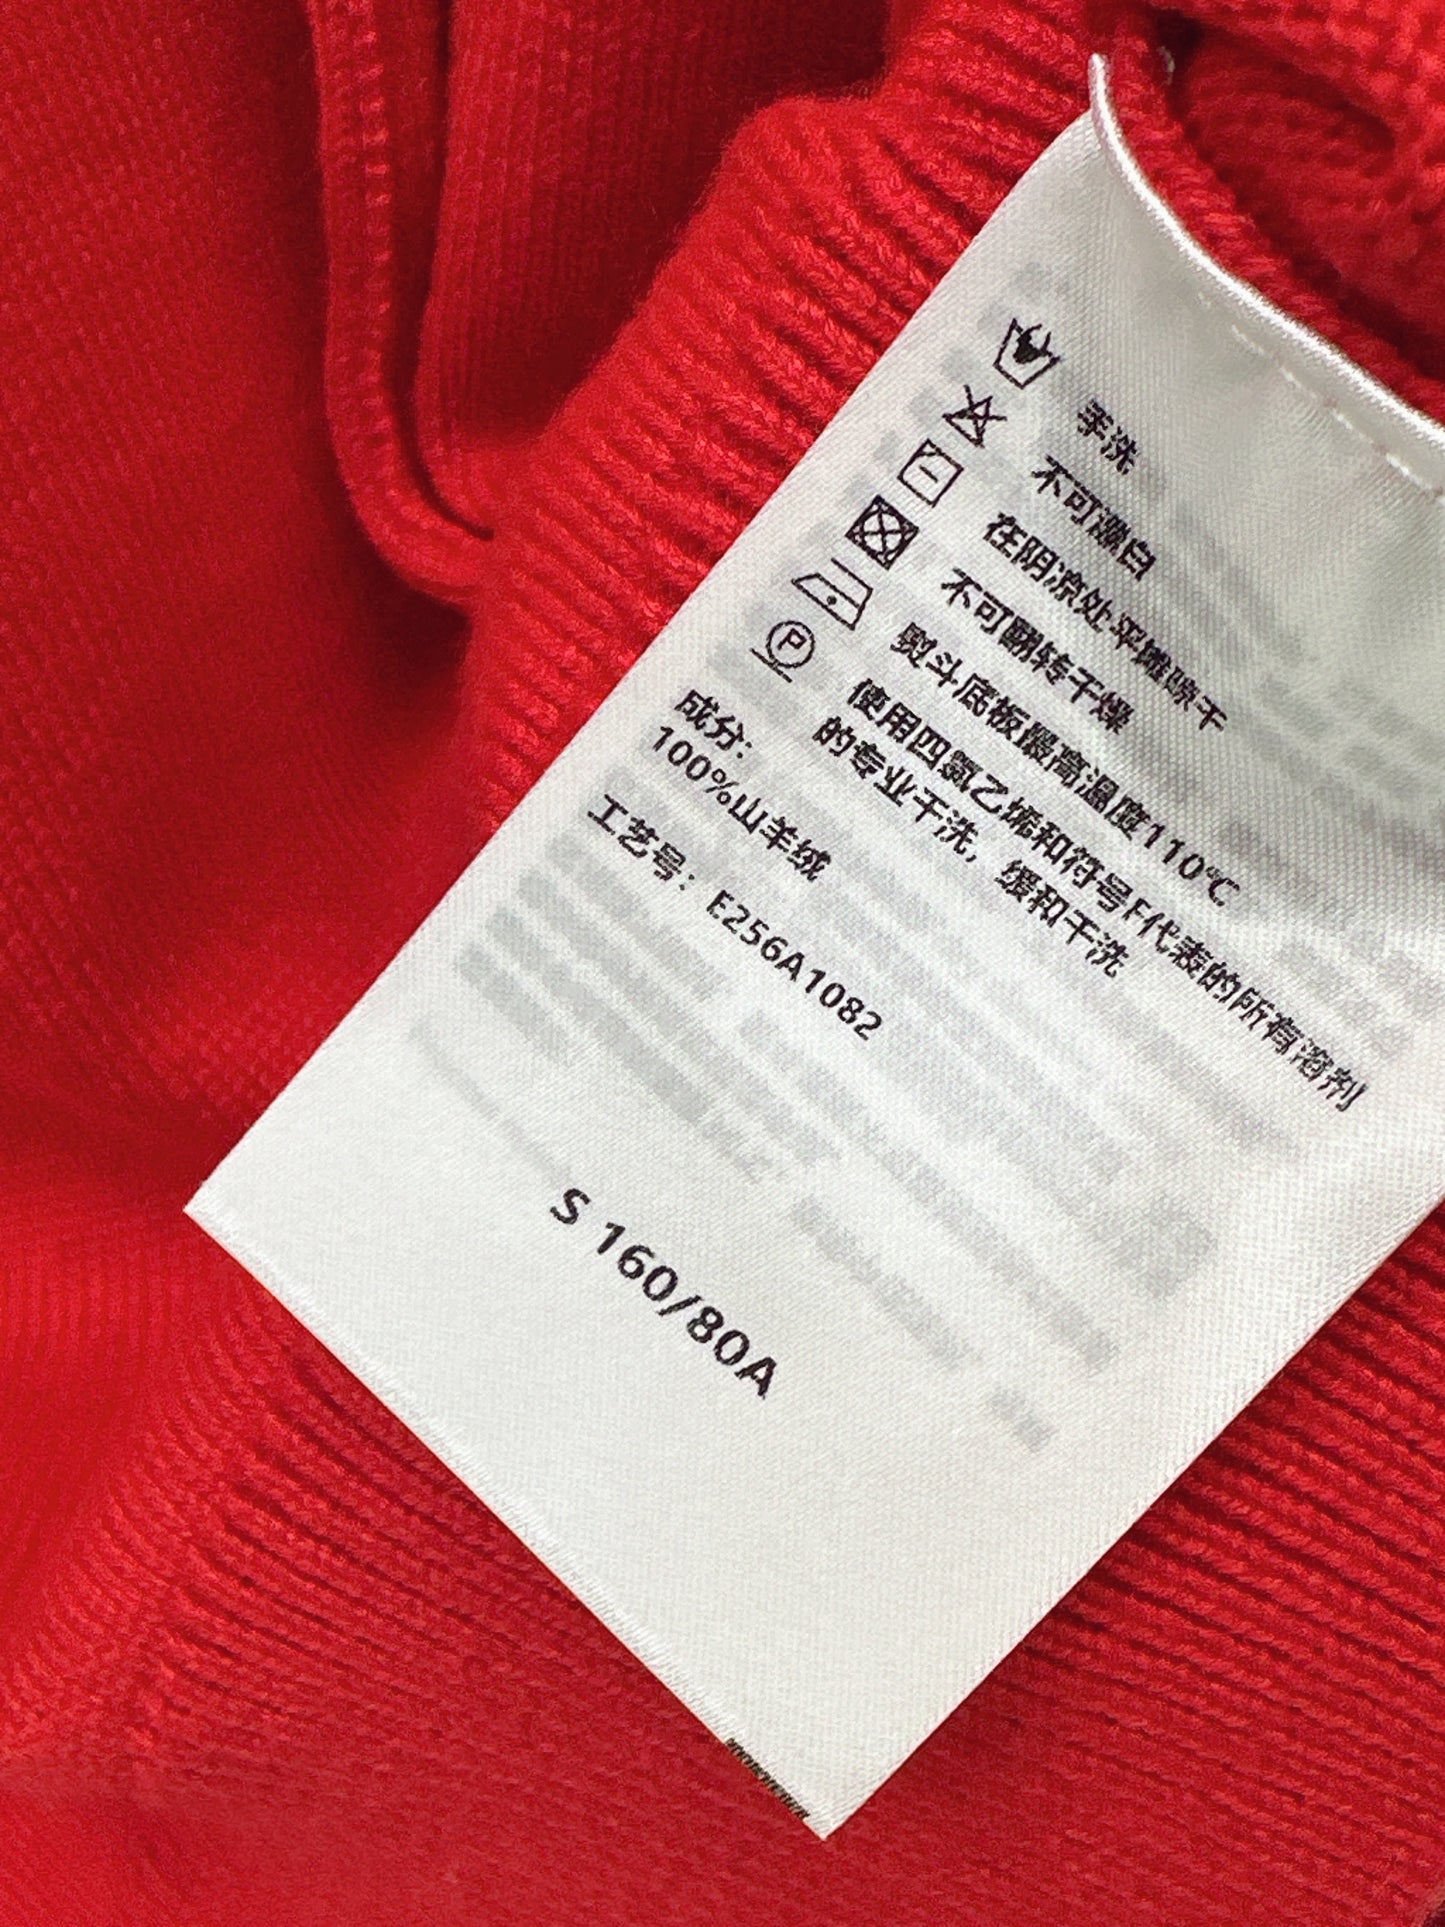 手洗
不可漂白
在阴凉处平摊晾干
不可翻转干燥
熨斗底板最高温度110℃
P
使用四氯乙烯和符号F代表的所有溶剂
的专业干洗，缓和干洗
成分：
100%山羊绒
工艺号：E256A1082
S 160/80A